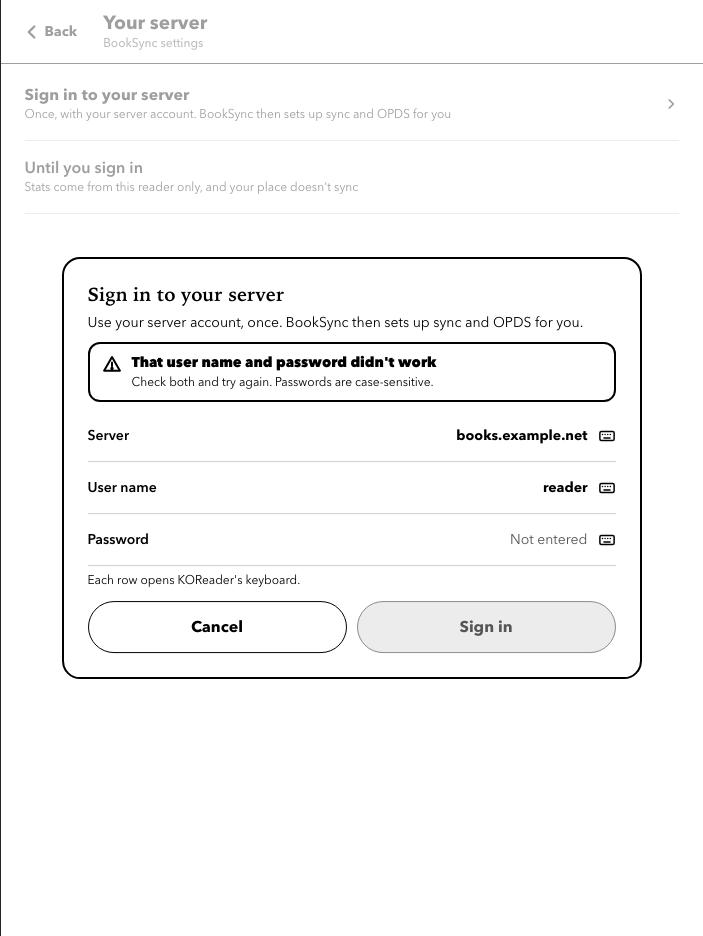 Back
Your server
BookSync settings
Sign in to your server
Once, with your server account. BookSync then sets up sync and OPDS for you
Until you sign in
Stats come from this reader only, and your place doesn't sync
Sign in to your server
Use your server account, once. BookSync then sets up sync and OPDS for you.
That user name and password didn't work
Check both and try again. Passwords are case-sensitive.
Server books.example.net
User name reader
Password Not entered
Each row opens KOReader's keyboard.
Cancel Sign in